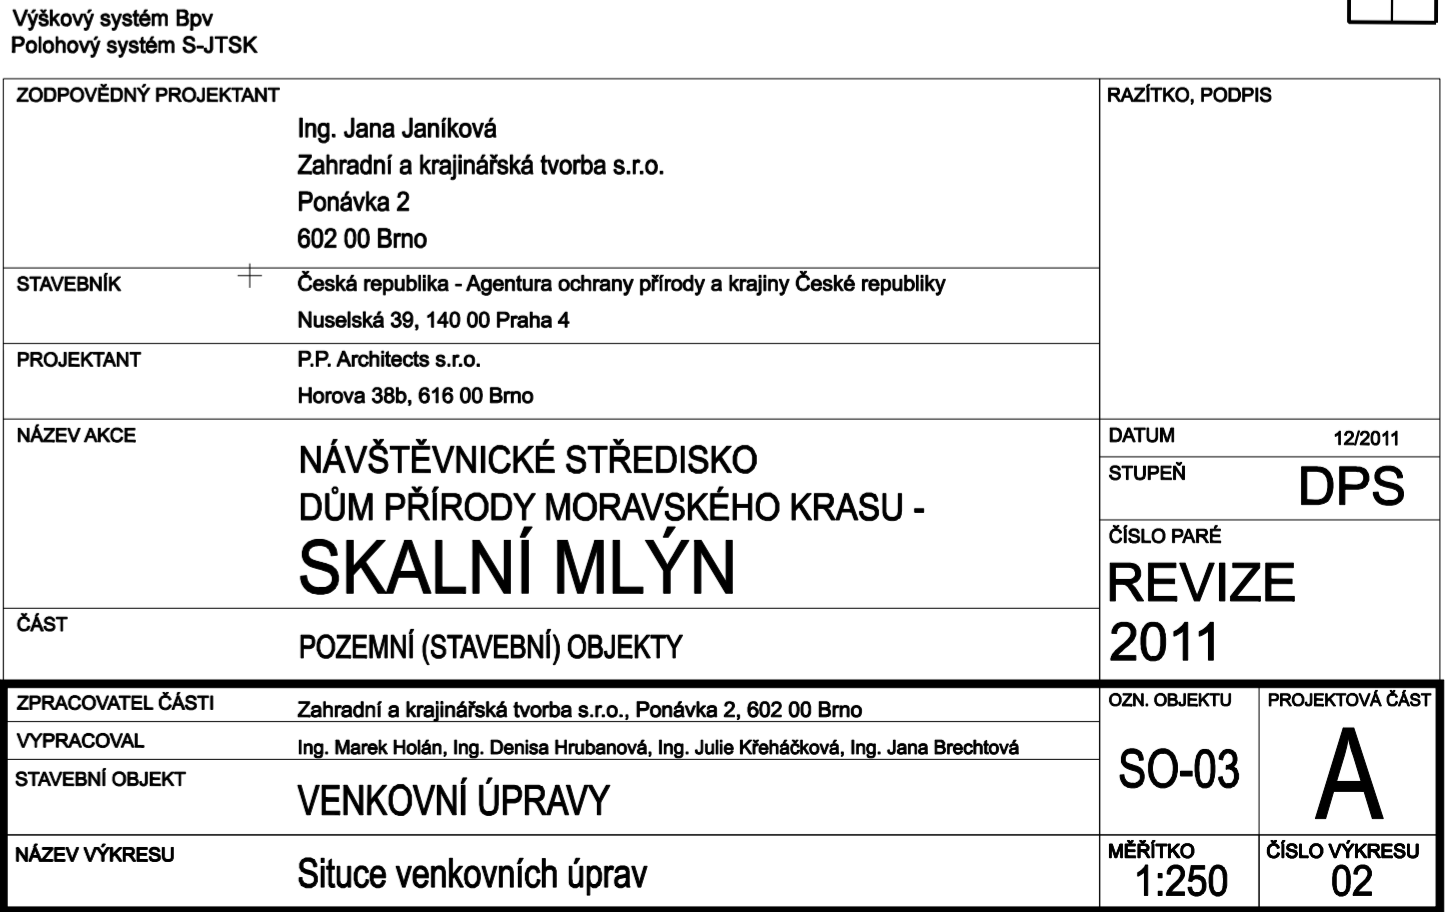 Výškový systém Bpv
Polohový systém S-JTSK
ZODPOVĚDNÝ PROJEKTANT
Ing. Jana Janíková
Zahradní a krajinářská tvorba s.r.o.
Ponávka 2
602 00 Brno
RAZÍTKO, PODPIS
STAVEBNÍK
Česká republika - Agentura ochrany přírody a krajiny České republiky
Nuselská 39, 140 00 Praha 4
PROJEKTANT
P.P. Architects s.r.o.
Horova 38b, 616 00 Brno
NÁZEV AKCE
NÁVŠTĚVNICKÉ STŘEDISKO
DŮM PŘÍRODY MORAVSKÉHO KRASU -
SKALNÍ MLÝN
DATUM
12/2011
STUPEŇ
DPS
ČÍSLO PARÉ
REVIZE
2011
ČÁST
POZEMNÍ (STAVEBNÍ) OBJEKTY
ZPRACOVATEL ČÁSTI
Zahradní a krajinářská tvorba s.r.o., Ponávka 2, 602 00 Brno
VYPRACOVAL
Ing. Marek Holán, Ing. Denisa Hrubanová, Ing. Julie Křeháčková, Ing. Jana Brechtová
STAVEBNÍ OBJEKT
VENKOVNÍ ÚPRAVY
OZN. OBJEKTU
SO-03
PROJEKTOVÁ ČÁST
A
NÁZEV VÝKRESU
Situce venkovních úprav
MĚŘÍTKO
1:250
ČÍSLO VÝKRESU
02